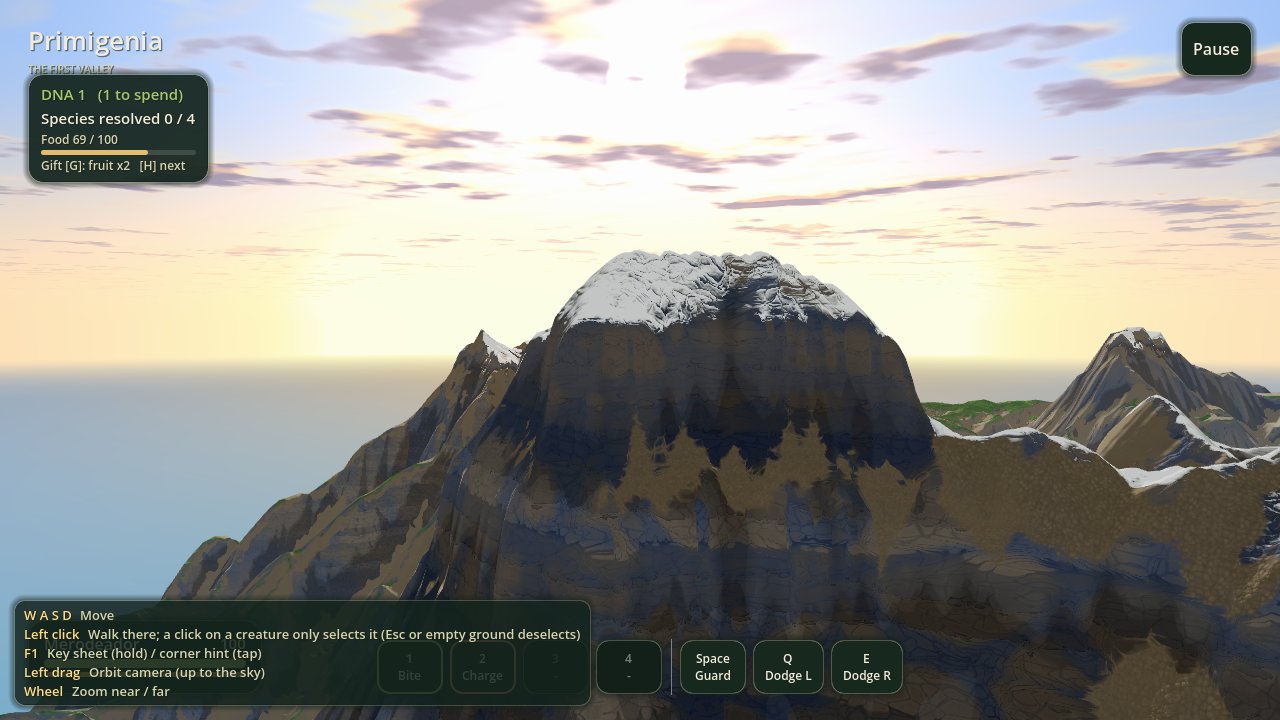 Primigenia
THE FIRST VALLEY
DNA 1 (1 to spend)
Species resolved 0 / 4
Food 69 / 100
Gift [G]: fruit x2 [H] next
Pause
W A S D Move
Left click Walk there; a click on a creature only selects it (Esc or empty ground deselects)
F1 Key sheet (hold) / corner hint (tap)
Left drag Orbit camera (up to the sky)
Wheel Zoom near / far
1
Bite
2
Charge
3
-
4
-
Space
Guard
Q
Dodge L
E
Dodge R